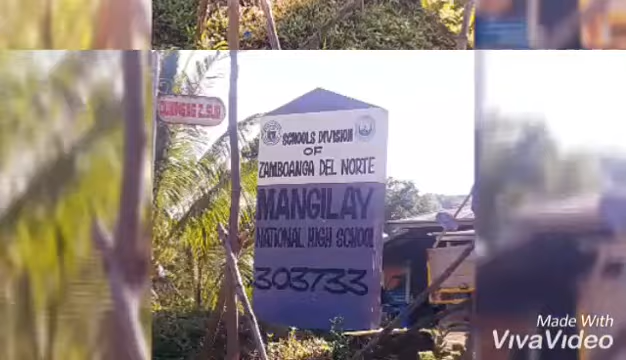 SCHOOLS DIVISION
OF
ZAMBOANGA DEL NORTE
MANGILAY
NATIONAL HIGH SCHOOL
303733
Made With
VivaVideo